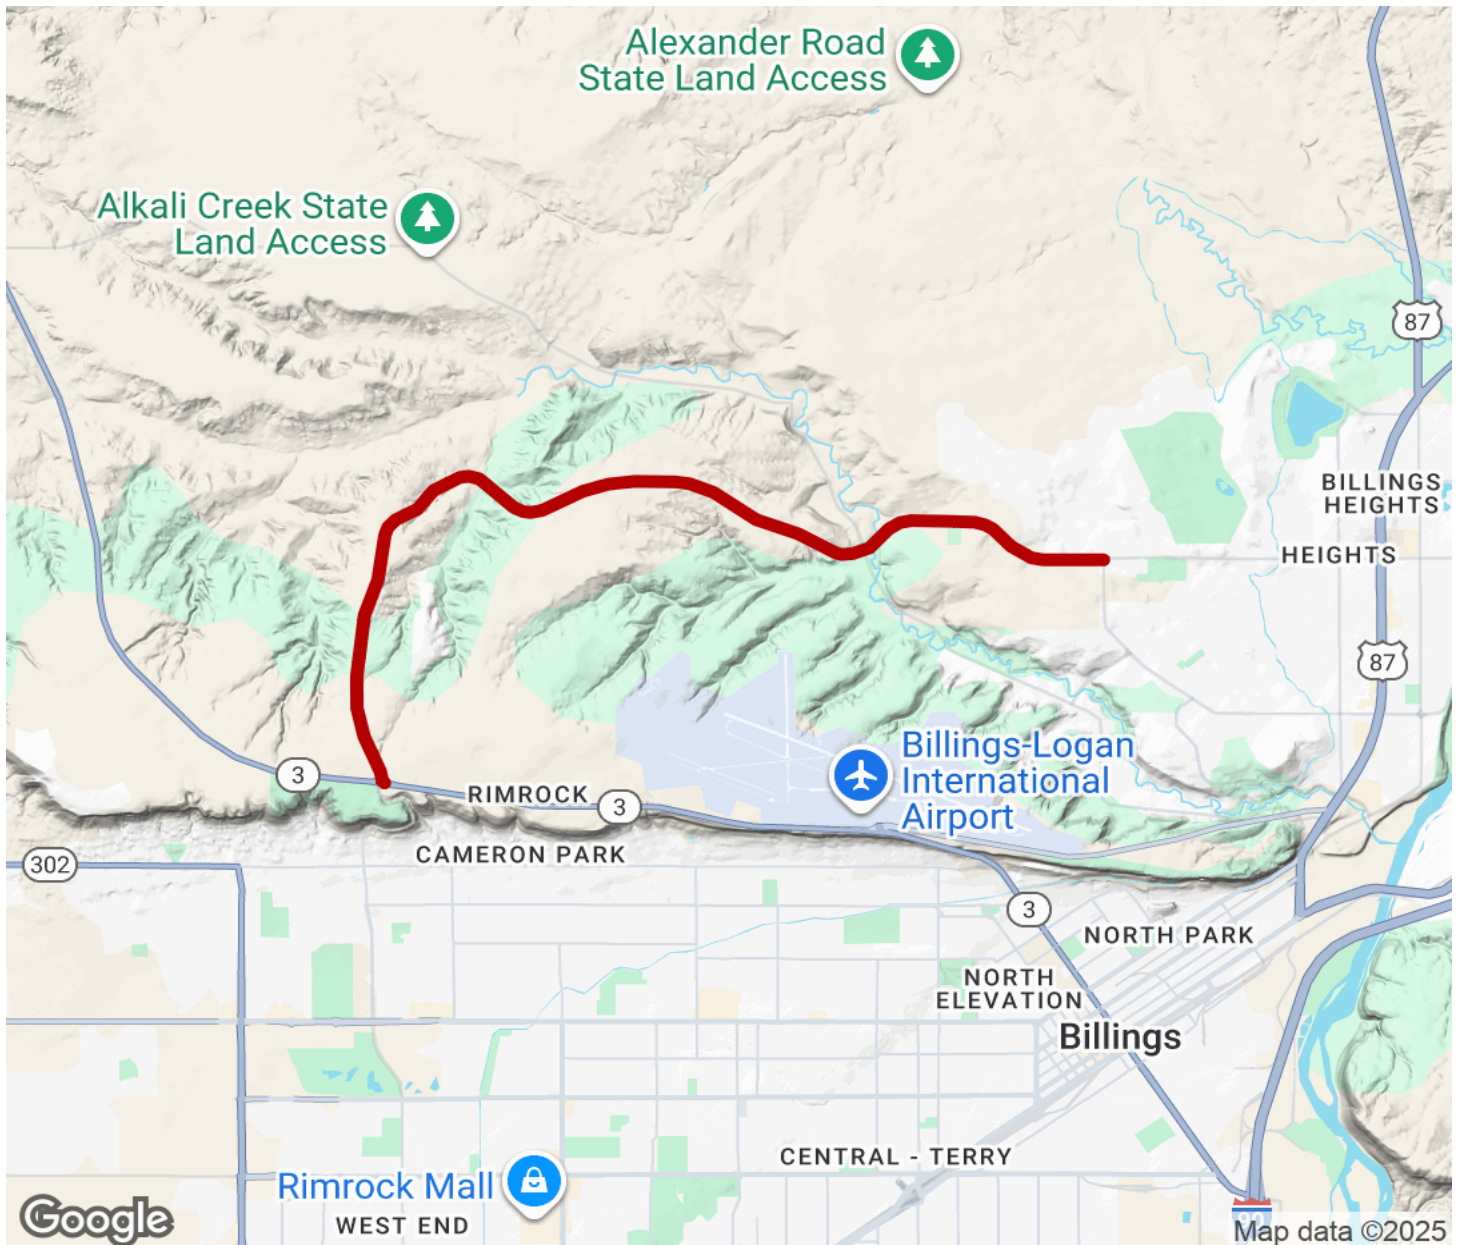 Alexander Road
State Land Access
Alkali Creek State
Land Access
87
BILLINGS
HEIGHTS
HEIGHTS
87
Billings-Logan
International
Airport
3
RIMROCK
3
CAMERON PARK
302
3
NORTH PARK
NORTH
ELEVATION
Billings
CENTRAL - TERRY
Rimrock Mall
WEST END
Google
Map data ©2025